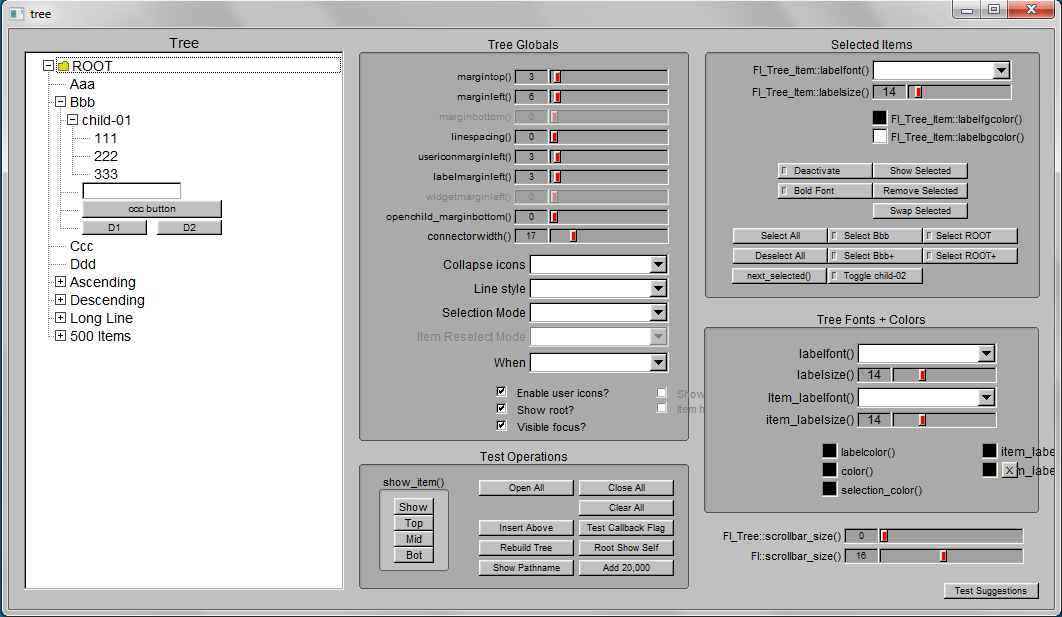 tree
Tree
ROOT
Aaa
Bbb
child-01
111
222
333
ccc button
D1 D2
Ccc
Ddd
Ascending
Descending
Long Line
500 Items
Tree Globals
margintop() 3
marginleft() 6
marginbottom() 0
linespacing() 0
usericonmarginleft() 3
labelmarginleft() 3
widgetmarginleft() 0
openchild_marginbottom() 0
connectorwidth() 17
Collapse icons
Line style
Selection Mode
Item Reselect Mode
When
Enable user icons? Show
Show root? Item h
Visible focus?
Test Operations
show_item()
Show
Top
Mid
Bot
Open All Close All
Clear All
Insert Above Test Callback Flag
Rebuild Tree Root Show Self
Show Pathname Add 20,000
Selected Items
Fl_Tree_Item::labelfont()
Fl_Tree_Item::labelsize() 14
Fl_Tree_Item::labelfgcolor()
Fl_Tree_Item::labelbgcolor()
Deactivate Show Selected
Bold Font Remove Selected
Swap Selected
Select All Select Bbb Select ROOT
Deselect All Select Bbb+ Select ROOT+
next_selected() Toggle child-02
Tree Fonts + Colors
labelfont()
labelsize() 14
Item_labelfont()
item_labelsize() 14
labelcolor() item_labe
color() X m_labe
selection_color()
Fl_Tree::scrollbar_size() 0
Fl::scrollbar_size() 16
Test Suggestions